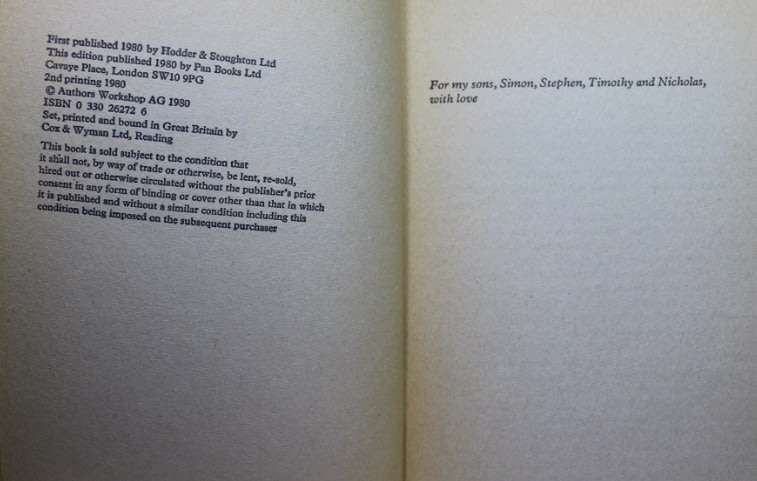 First published 1980 by Hodder & Stoughton Ltd
This edition published 1980 by Pan Books Ltd
Cavaye Place, London SW10 9PG
2nd printing 1980
© Authors Workshop AG 1980
ISBN 0 330 26272 6
Set, printed and bound in Great Britain by
Cox & Wyman Ltd, Reading
This book is sold subject to the condition that
it shall not, by way of trade or otherwise, be lent, re-sold,
hired out or otherwise circulated without the publisher's prior
consent in any form of binding or cover other than that in which
it is published and without a similar condition including this
condition being imposed on the subsequent purchaser
For my sons, Simon, Stephen, Timothy and Nicholas,
with love